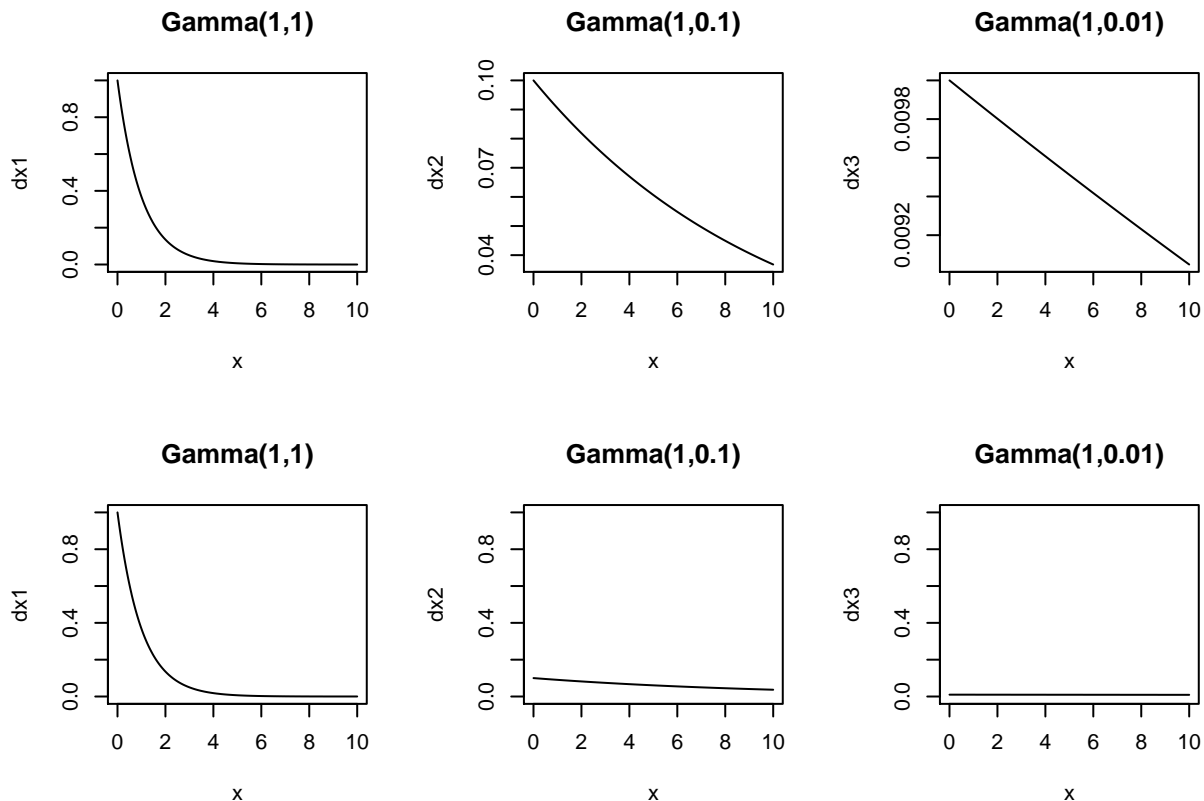 Gamma(1,1)
dx1
0.0 0.4 0.8
0 2 4 6 8 10
x
Gamma(1,0.1)
dx2
0.04 0.07 0.10
0 2 4 6 8 10
x
Gamma(1,0.01)
dx3
0.0092 0.0098
0 2 4 6 8 10
x
Gamma(1,1)
dx1
0.0 0.4 0.8
0 2 4 6 8 10
x
Gamma(1,0.1)
dx2
0.0 0.4 0.8
0 2 4 6 8 10
x
Gamma(1,0.01)
dx3
0.0 0.4 0.8
0 2 4 6 8 10
x